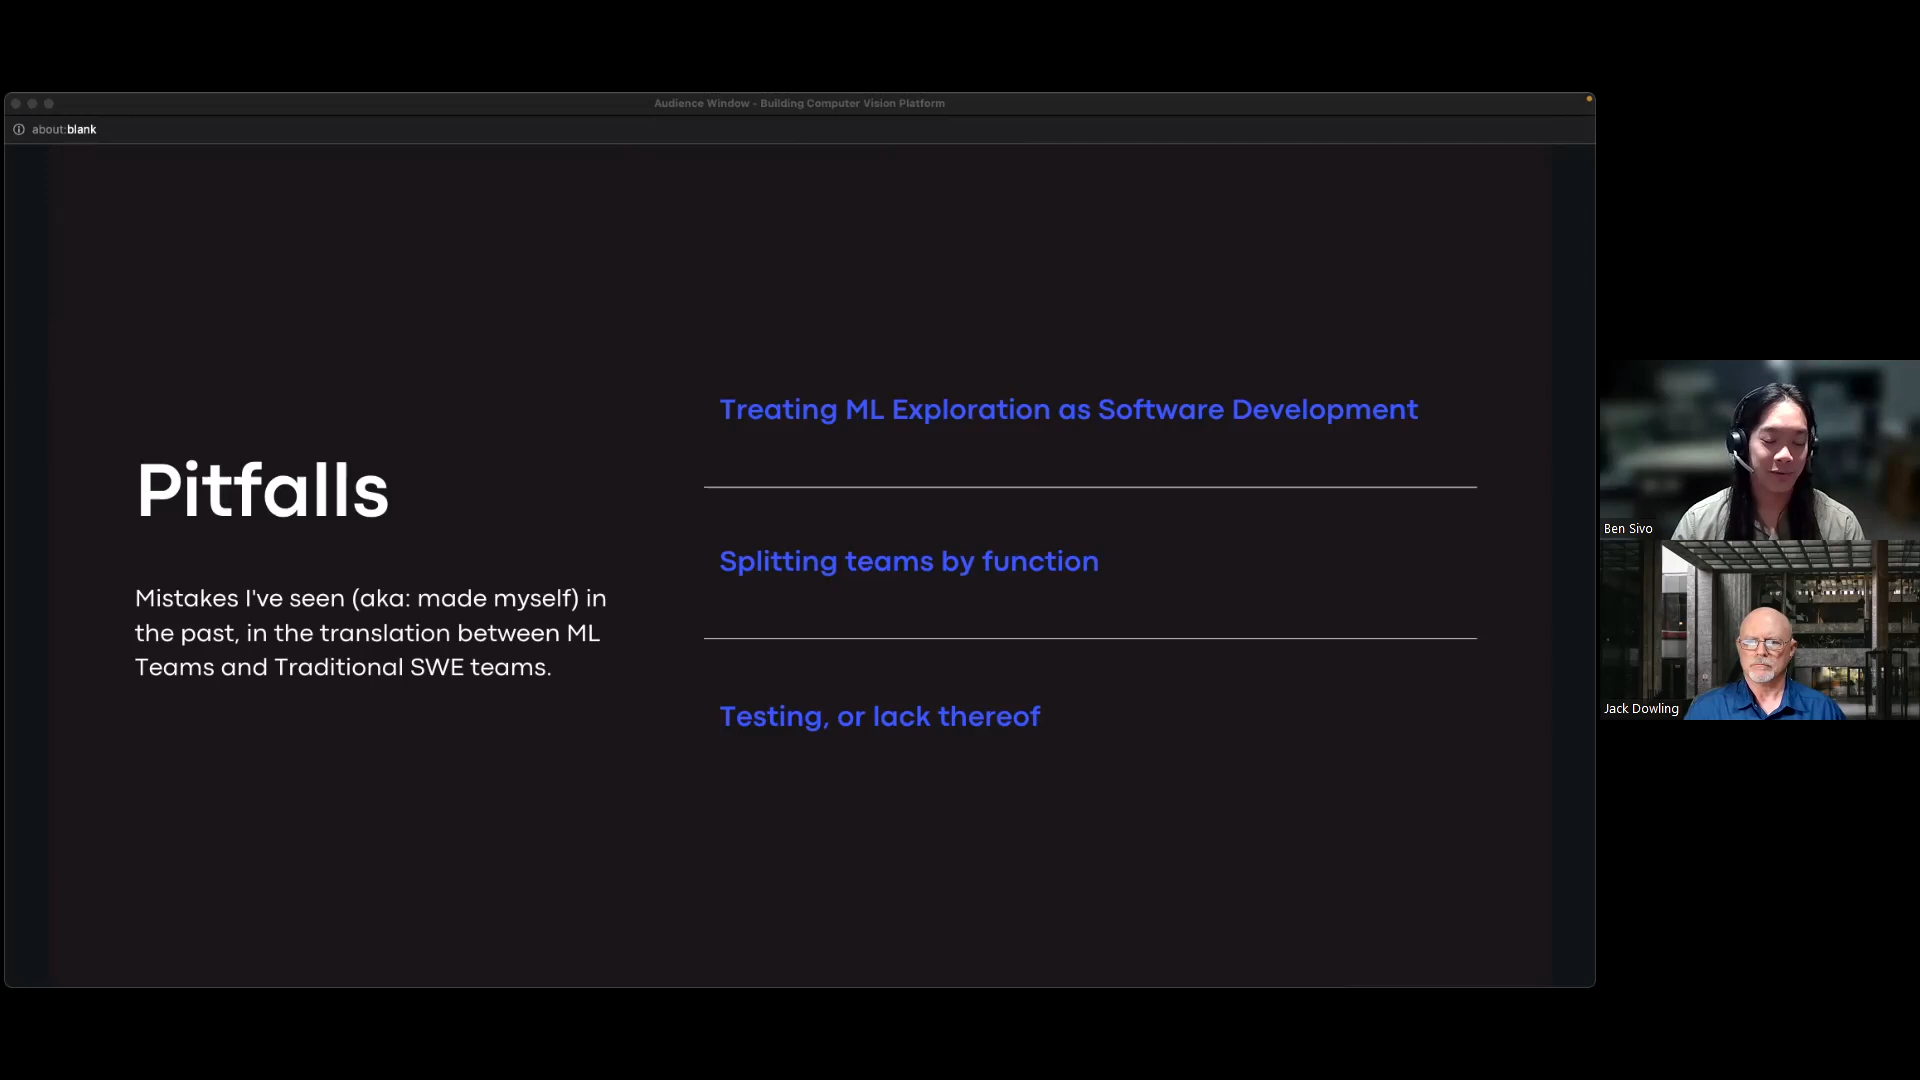 Audience Window - Building Computer Vision Platform
about:blank
Pitfalls
Mistakes I've seen (aka: made myself) in
the past, in the translation between ML
Teams and Traditional SWE teams.
Treating ML Exploration as Software Development
Splitting teams by function
Testing, or lack thereof
Ben Sivo
Jack Dowling